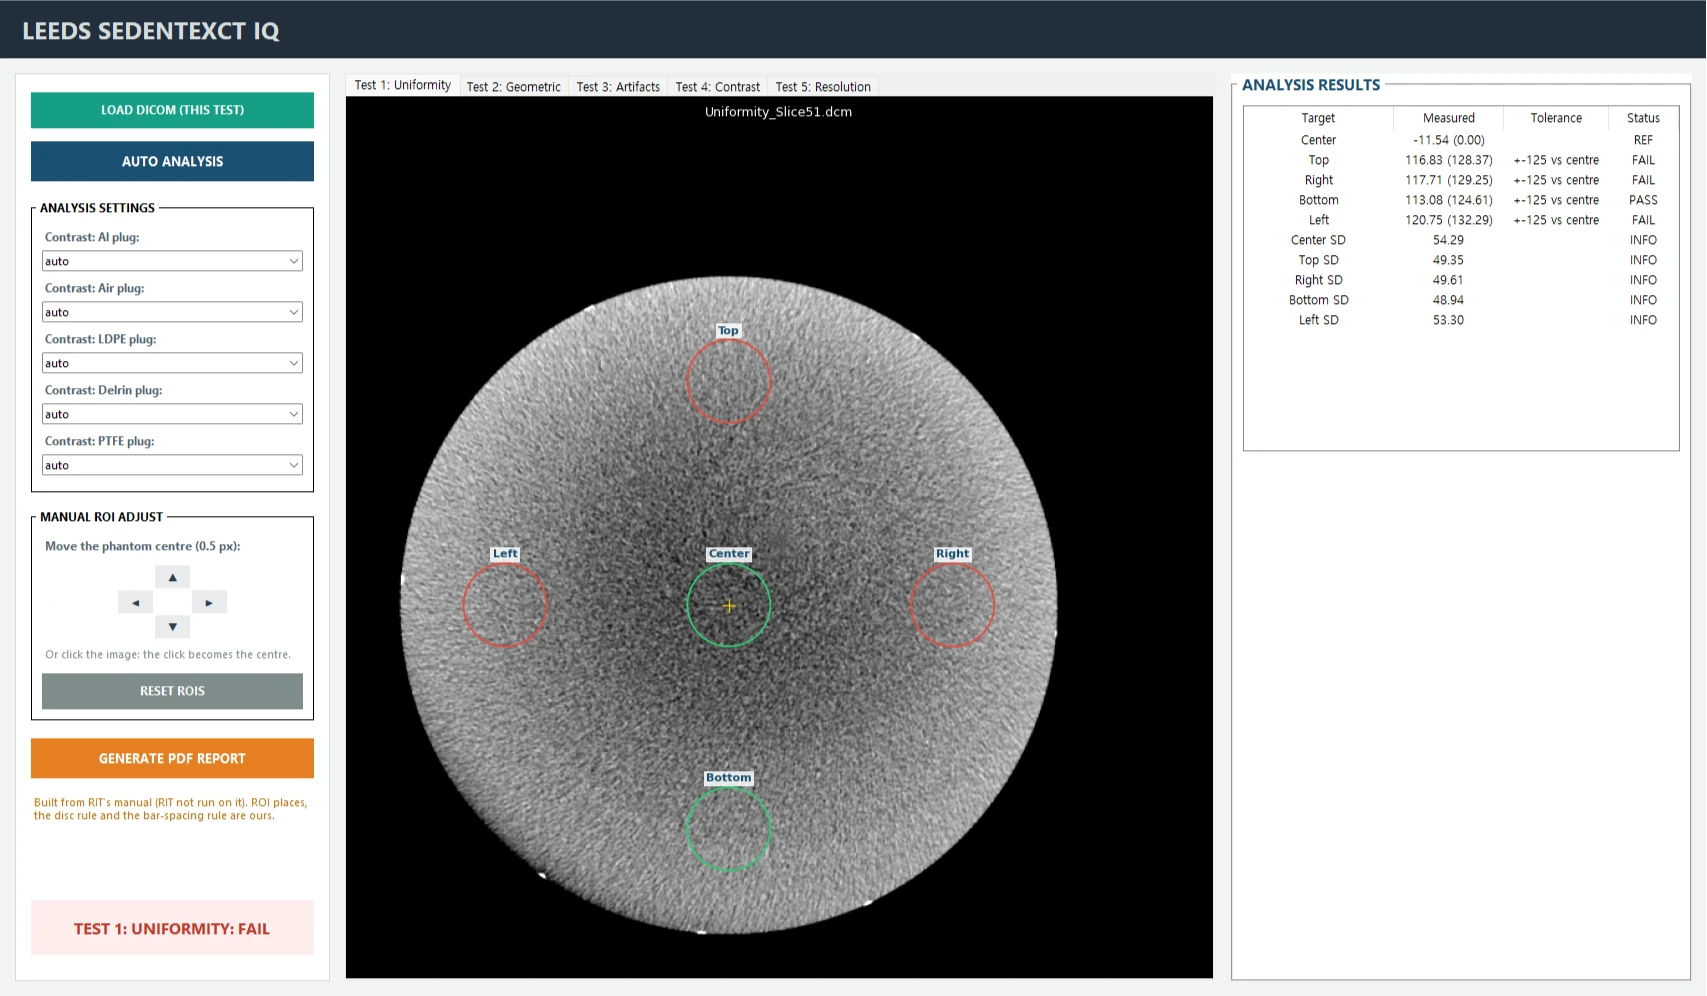 LEEDS SEDENTEXCT IQ
LOAD DICOM (THIS TEST)
AUTO ANALYSIS
ANALYSIS SETTINGS
Contrast: Al plug:
auto
Contrast: Air plug:
auto
Contrast: LDPE plug:
auto
Contrast: Delrin plug:
auto
Contrast: PTFE plug:
auto
MANUAL ROI ADJUST
Move the phantom centre (0.5 px):
▲
◄ ►
▼
Or click the image: the click becomes the centre.
RESET ROIS
GENERATE PDF REPORT
Built from RIT's manual (RIT not run on it). ROI places,
the disc rule and the bar-spacing rule are ours.
TEST 1: UNIFORMITY: FAIL
Test 1: Uniformity Test 2: Geometric Test 3: Artifacts Test 4: Contrast Test 5: Resolution
Uniformity_Slice51.dcm
Top
Left Center Right
Bottom
ANALYSIS RESULTS
Target Measured Tolerance Status
Center -11.54 (0.00) REF
Top 116.83 (128.37) +-125 vs centre FAIL
Right 117.71 (129.25) +-125 vs centre FAIL
Bottom 113.08 (124.61) +-125 vs centre PASS
Left 120.75 (132.29) +-125 vs centre FAIL
Center SD 54.29 INFO
Top SD 49.35 INFO
Right SD 49.61 INFO
Bottom SD 48.94 INFO
Left SD 53.30 INFO